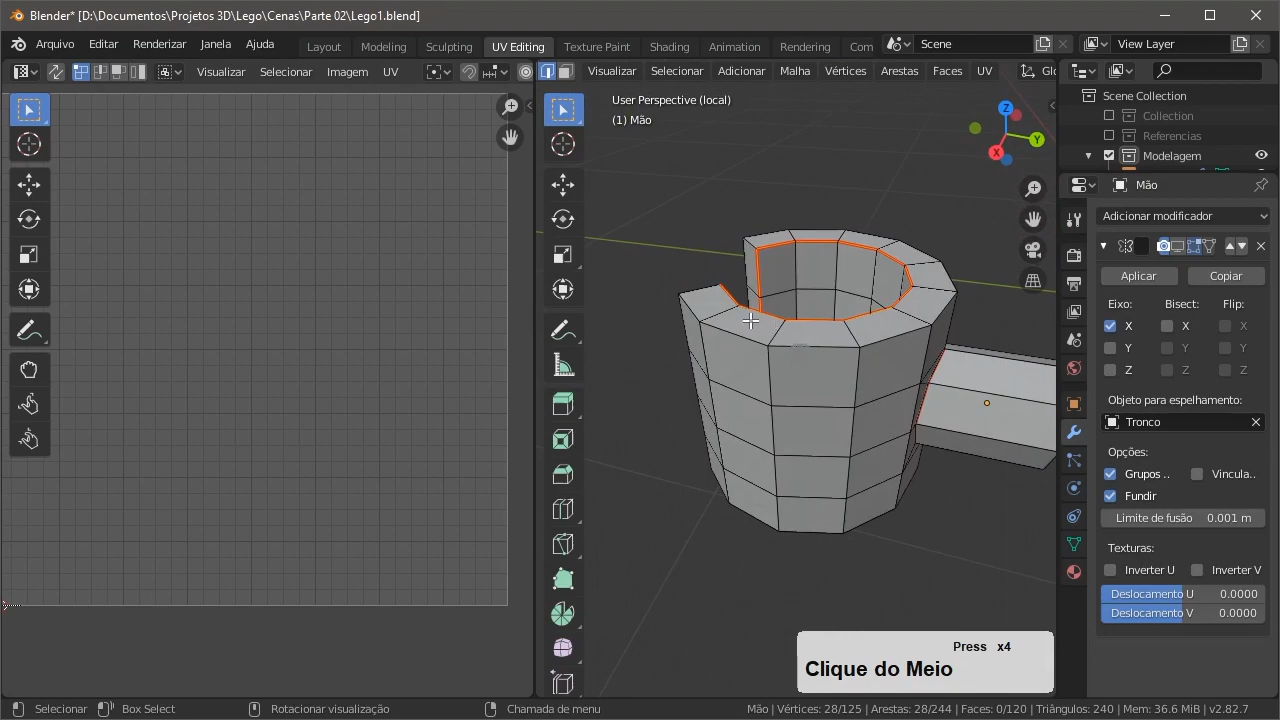 Blender* [D:\Documentos\Projetos 3D\Lego\Cenas\Parte 02\Lego1.blend]
Arquivo Editar Renderizar Janela Ajuda Layout Modeling Sculpting UV Editing Texture Paint Shading Animation Rendering Com Scene View Layer
Visualizar Selecionar Imagem UV Visualizar Selecionar Adicionar Malha Vértices Arestas Faces UV Glo
User Perspective (local)
(1) Mão
Z
Y
X
Scene Collection
Collection
Referencias
Modelagem
Mão
Adicionar modificador
Aplicar Copiar
Eixo: Bisect: Flip:
X X X
Y Y Y
Z Z Z
Objeto para espelhamento:
Tronco
Opções:
Grupos .. Vincula..
Fundir
Limite de fusão 0.001 m
Texturas:
Inverter U Inverter V
Deslocamento U 0.0000
Deslocamento V 0.0000
Press x4
Clique do Meio
Selecionar Box Select Rotacionar visualização Chamada de menu Mão | Vértices: 28/125 | Arestas: 28/244 | Faces: 0/120 | Triângulos: 240 | Mem: 36.6 MiB | v2.82.7